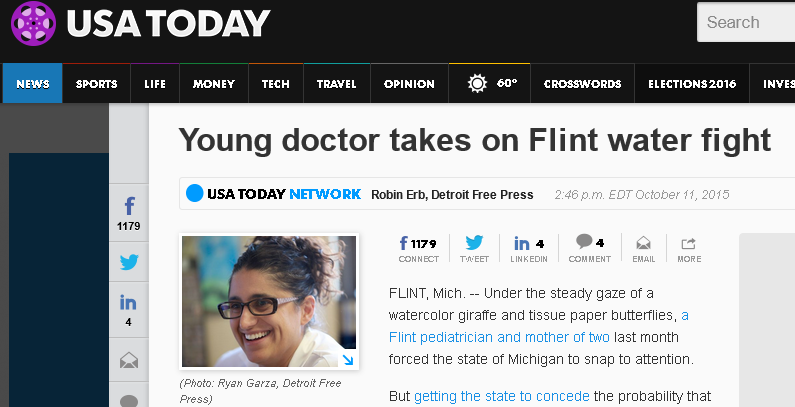 USA TODAY
Search
NEWS SPORTS LIFE MONEY TECH TRAVEL OPINION 60° CROSSWORDS ELECTIONS 2016 INVES
Young doctor takes on Flint water fight
USA TODAY NETWORK Robin Erb, Detroit Free Press 2:46 p.m. EDT October 11, 2015
1179
4
1179 CONNECT
TWEET
4 LINKEDIN
4 COMMENT
EMAIL
MORE
(Photo: Ryan Garza, Detroit Free
Press)
FLINT, Mich. -- Under the steady gaze of a
watercolor giraffe and tissue paper butterflies, a
Flint pediatrician and mother of two last month
forced the state of Michigan to snap to attention.
But getting the state to concede the probability that